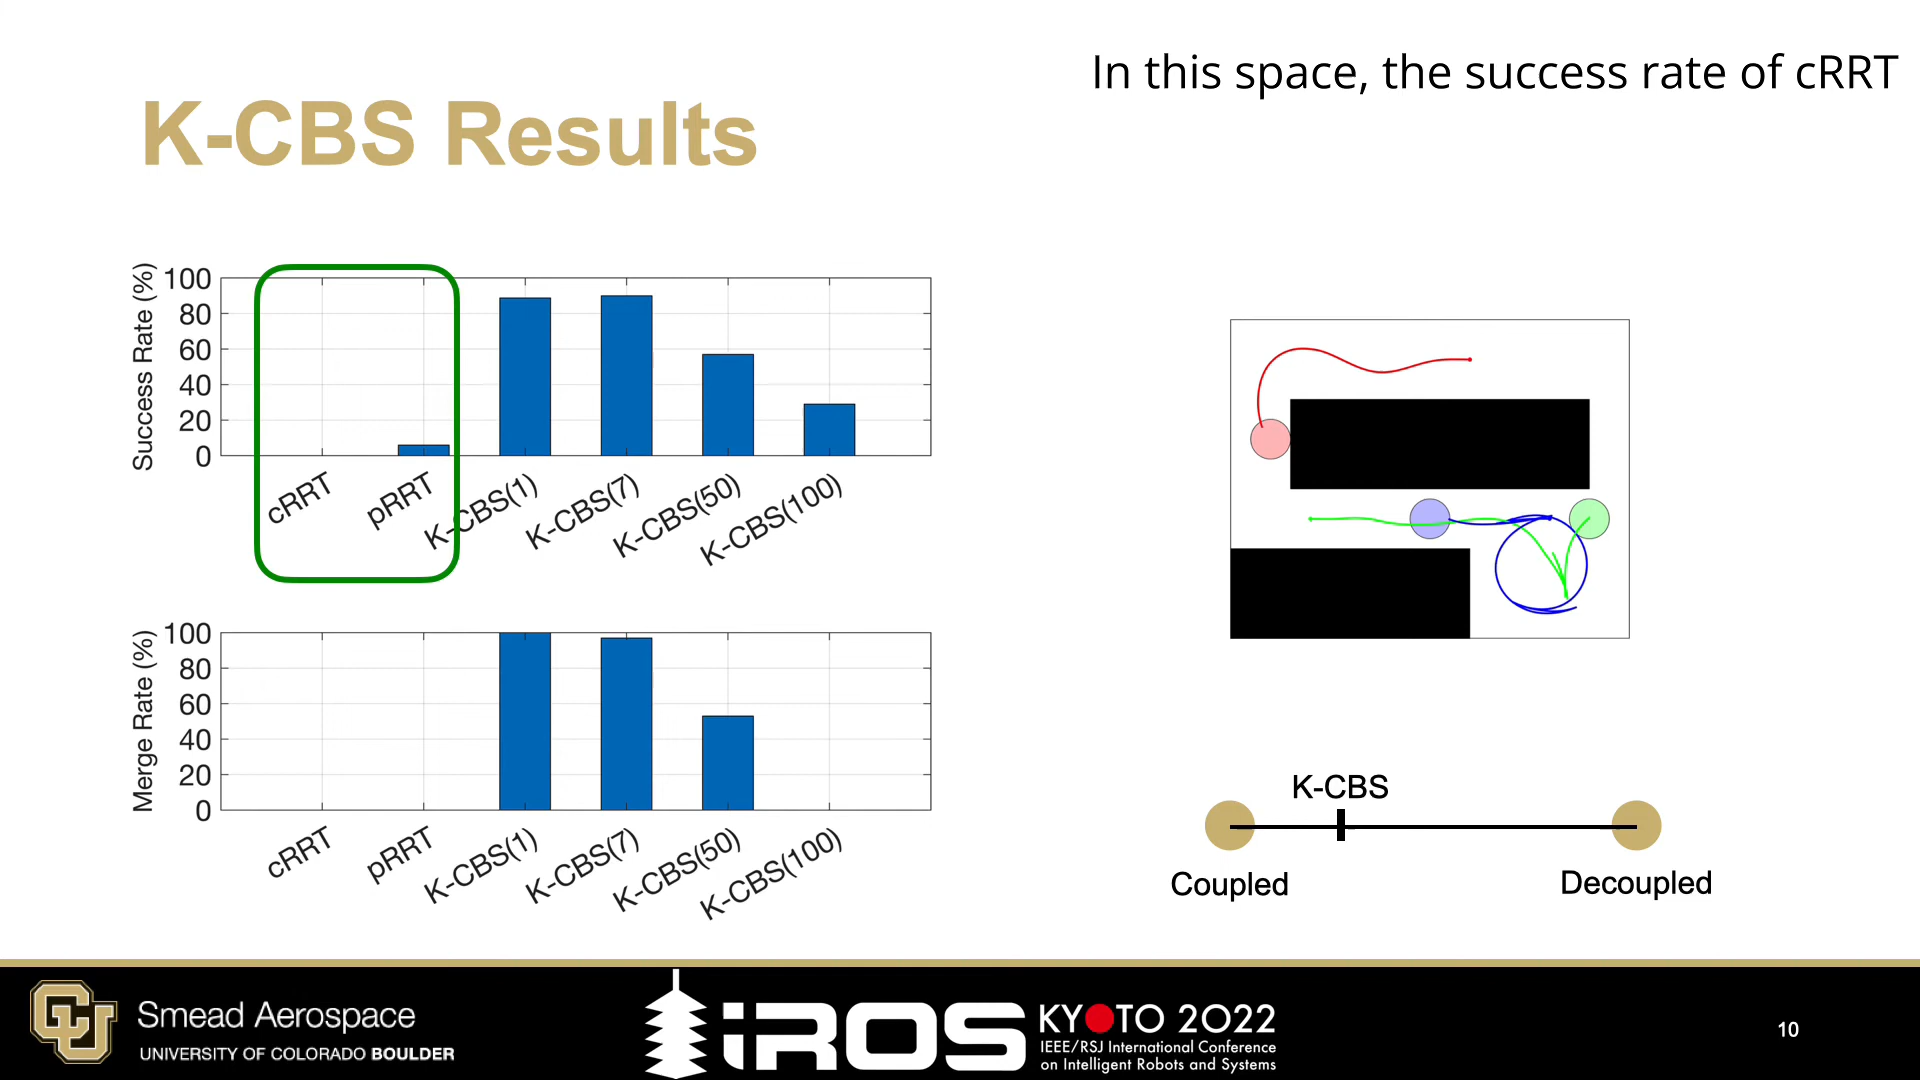 In this space, the success rate of cRRT
K-CBS Results
Success Rate (%)
100
80
60
40
20
0
cRRT
pRRT
K-CBS(1)
K-CBS(7)
K-CBS(50)
K-CBS(100)
Merge Rate (%)
100
80
60
40
20
0
cRRT
pRRT
K-CBS(1)
K-CBS(7)
K-CBS(50)
K-CBS(100)
K-CBS
Coupled
Decoupled
CU
Smead Aerospace
UNIVERSITY OF COLORADO BOULDER
iROS
KYOTO 2022
IEEE/RSJ International Conference
on Intelligent Robots and Systems
10